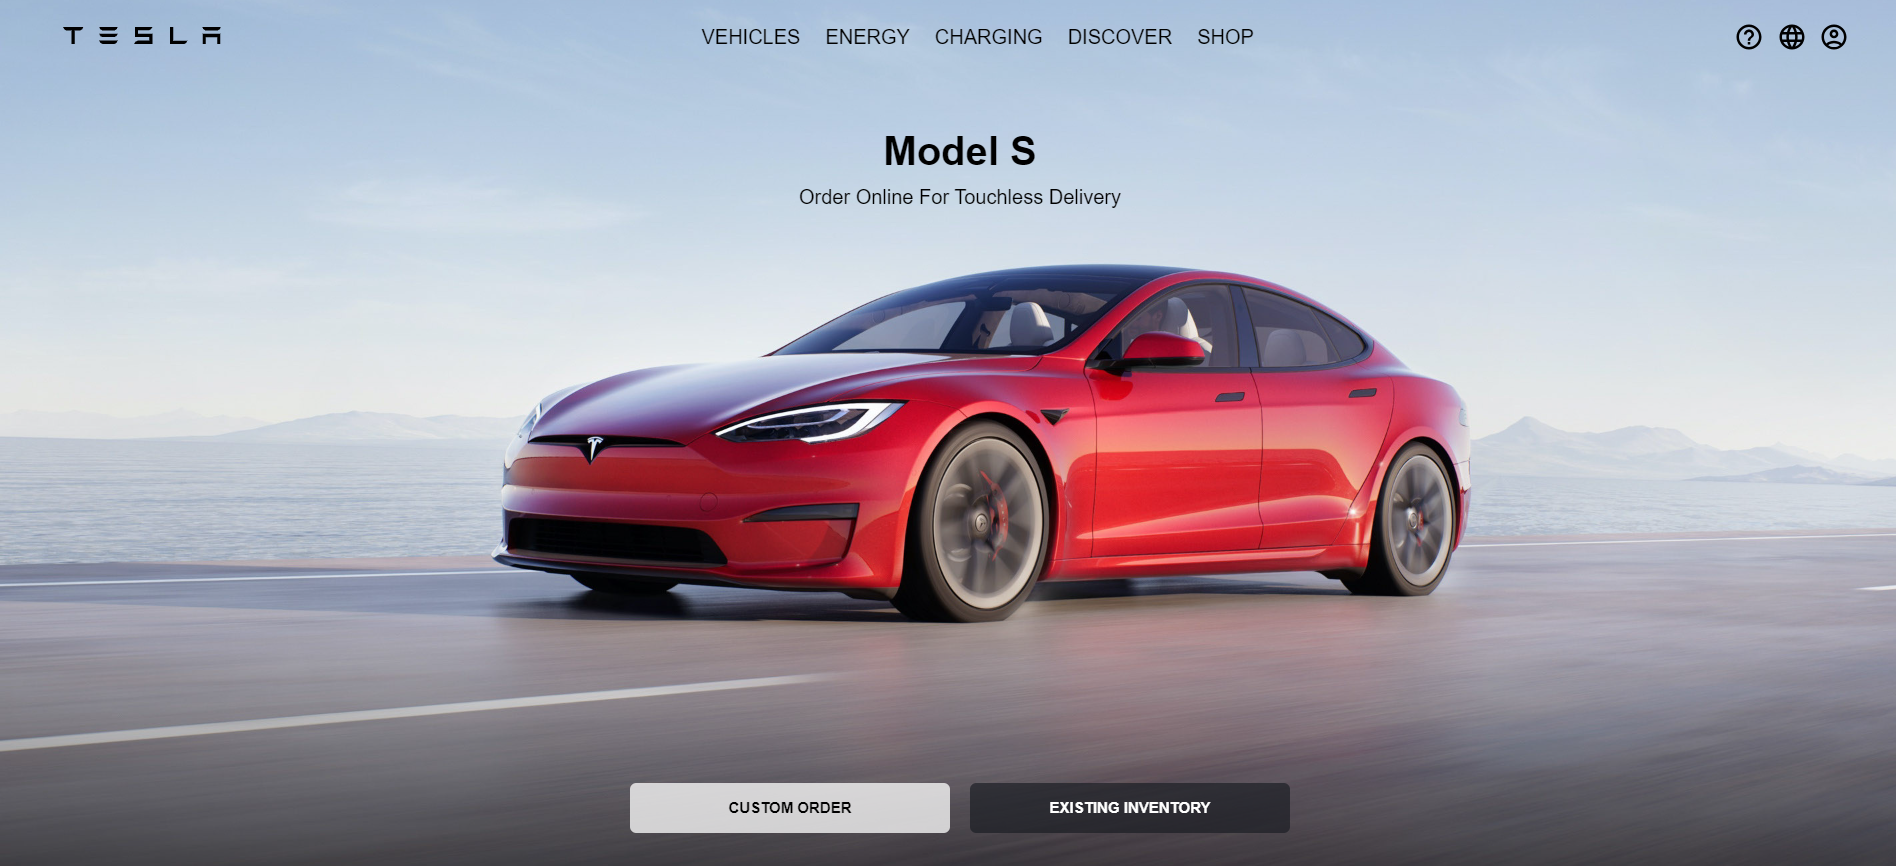 TESLA
VEHICLES ENERGY CHARGING DISCOVER SHOP
Model S
Order Online For Touchless Delivery
CUSTOM ORDER
EXISTING INVENTORY